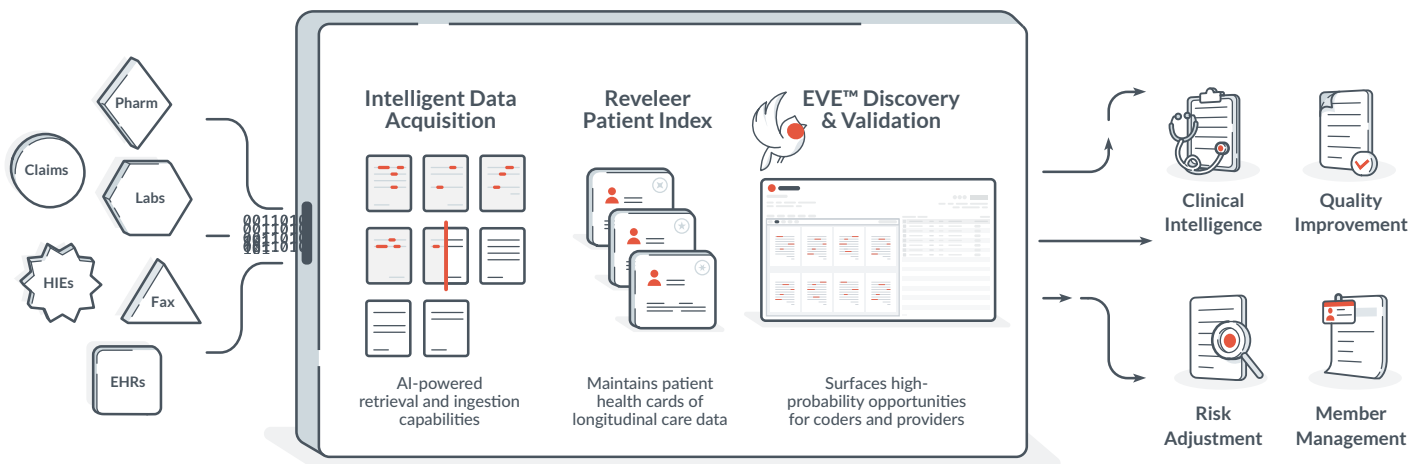 Pharm
Claims
Labs
HIEs
Fax
EHRs
0011010
Intelligent Data
Acquisition
AI-powered
retrieval and ingestion
capabilities
Reveleer
Patient Index
Maintains patient
health cards of
longitudinal care data
EVE™ Discovery
& Validation
Surfaces high-
probability opportunities
for coders and providers
Clinical
Intelligence
Quality
Improvement
Risk
Adjustment
Member
Management